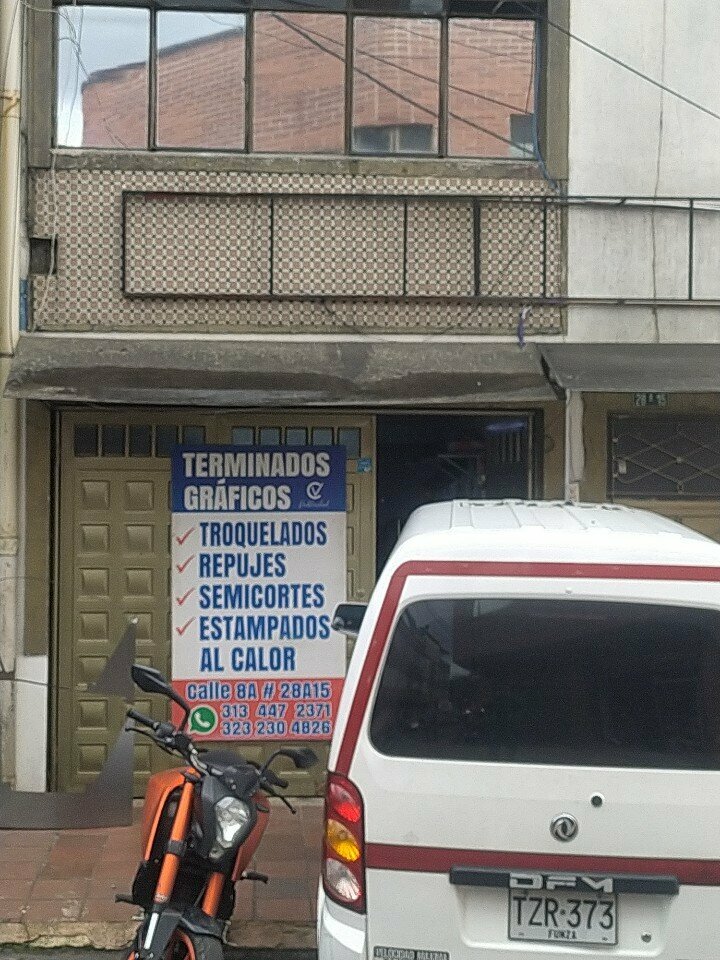 28 A 15
TERMINADOS
GRÁFICOS
TROQUELADOS
REPUJES
SEMICORTES
ESTAMPADOS
AL CALOR
Calle 8A # 28A15
313 447 2371
323 230 4826
DFM
TZR·373
FUNZA